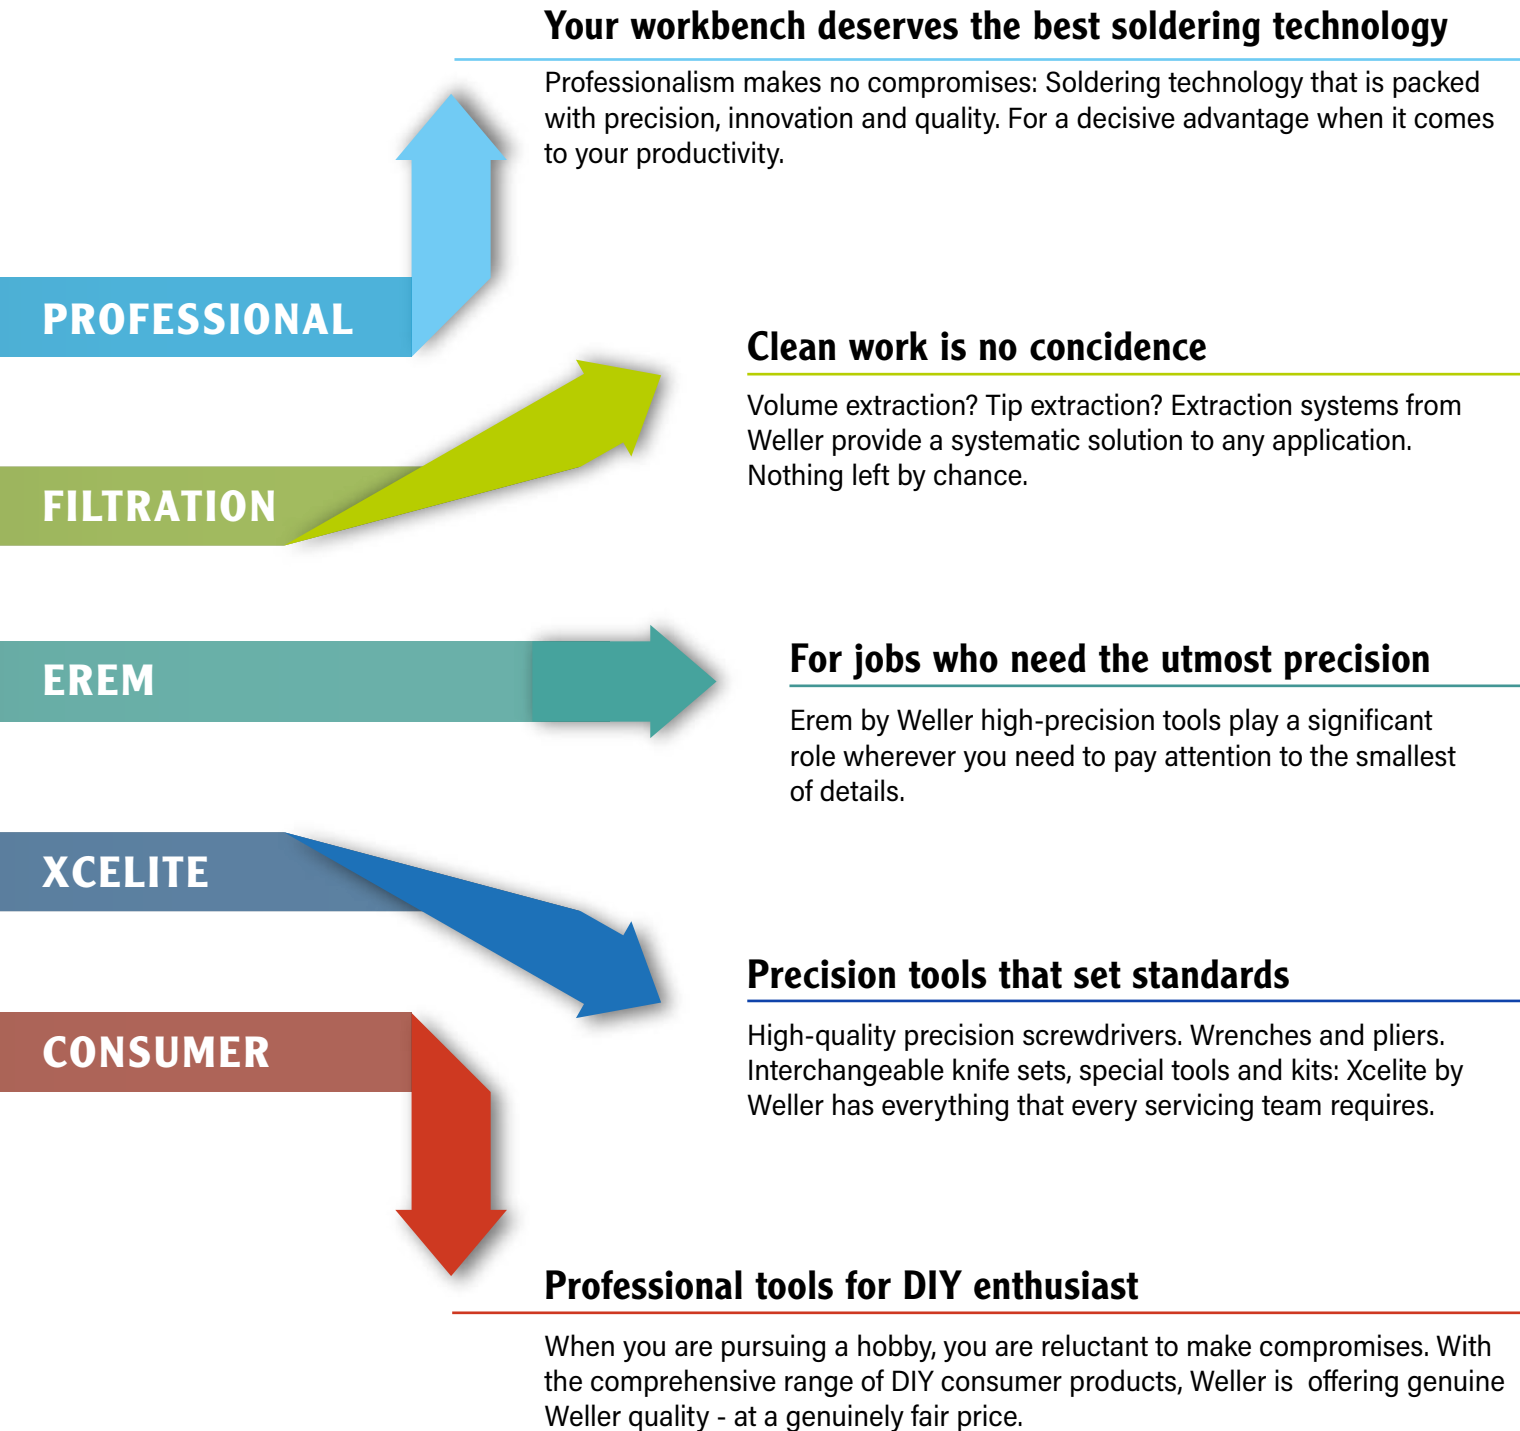 Your workbench deserves the best soldering technology
Professionalism makes no compromises: Soldering technology that is packed
with precision, innovation and quality. For a decisive advantage when it comes
to your productivity.
PROFESSIONAL
Clean work is no concidence
Volume extraction? Tip extraction? Extraction systems from
Weller provide a systematic solution to any application.
Nothing left by chance.
FILTRATION
EREM
For jobs who need the utmost precision
Erem by Weller high-precision tools play a significant
role wherever you need to pay attention to the smallest
of details.
XCELITE
Precision tools that set standards
High-quality precision screwdrivers. Wrenches and pliers.
Interchangeable knife sets, special tools and kits: Xcelite by
Weller has everything that every servicing team requires.
CONSUMER
Professional tools for DIY enthusiast
When you are pursuing a hobby, you are reluctant to make compromises. With
the comprehensive range of DIY consumer products, Weller is  offering genuine
Weller quality - at a genuinely fair price.